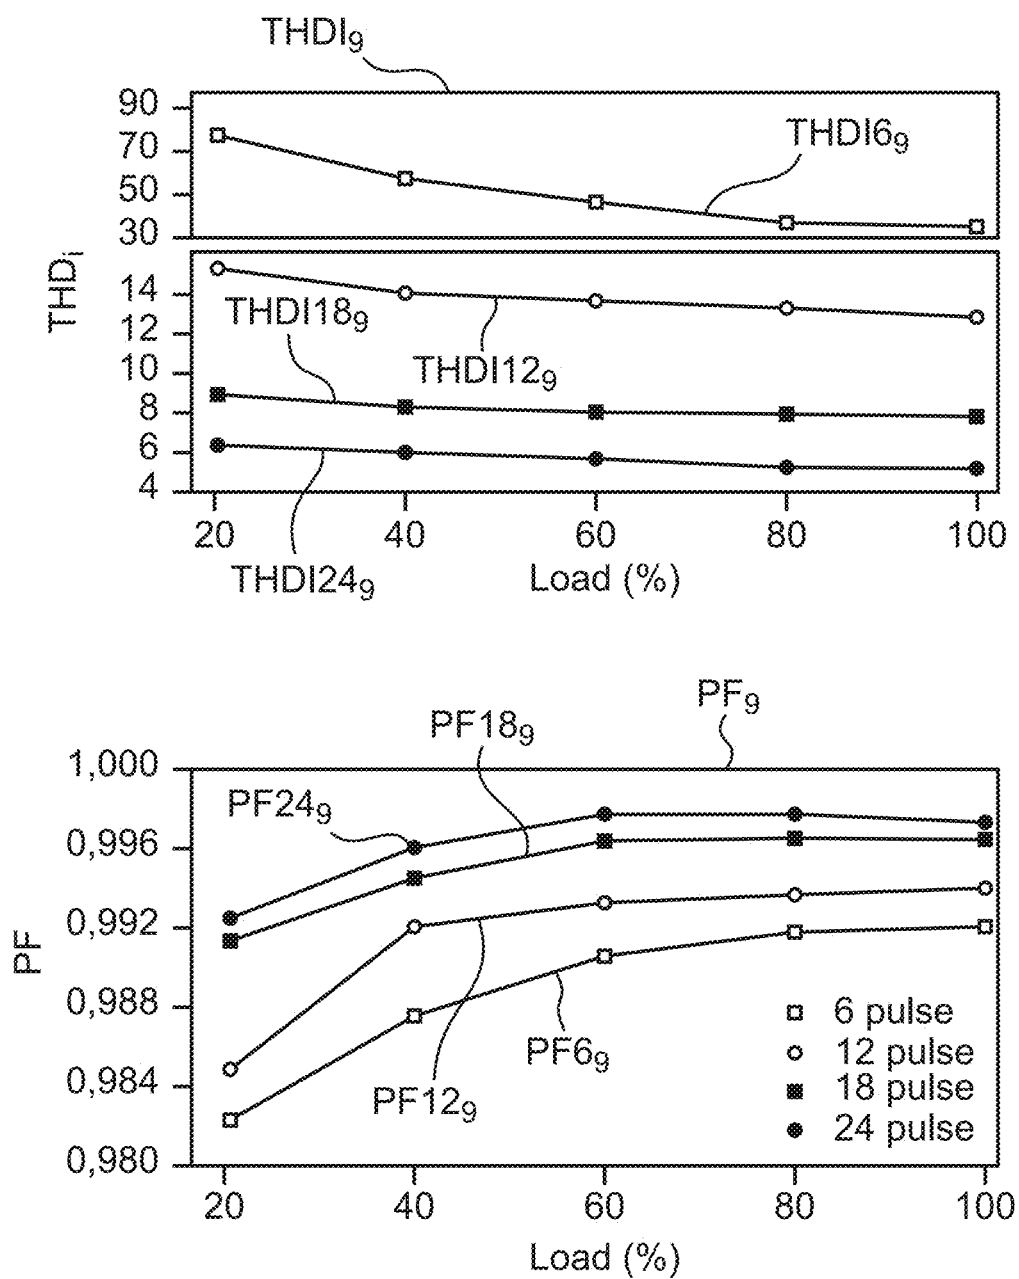 THDI9
90
70
50
30
THDI69
THDi
14
12
10
8
6
4
THDI189
THDI129
20 40 60 80 100
THDI249
Load (%)
PF9
PF189
1,000
PF249
0,996
0,992
PF
0,988
6 pulse
PF69
12 pulse
0,984
PF129
18 pulse
24 pulse
0,980
20 40 60 80 100
Load (%)